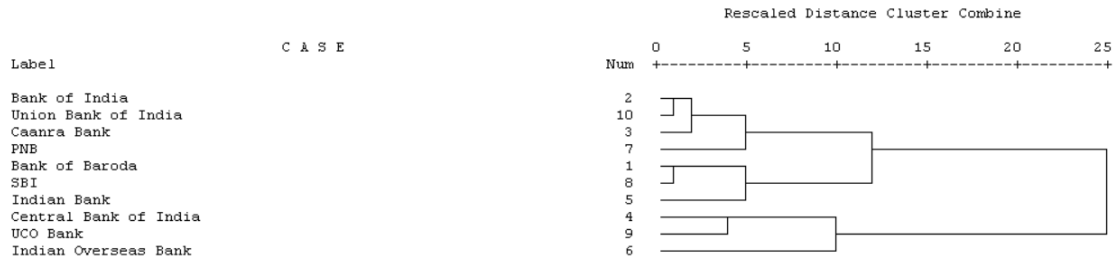 Rescaled Distance Cluster Combine
C A S E 0 5 10 15 20 25
Label Num +---------+---------+---------+---------+---------+
Bank of India 2
Union Bank of India 10
Caanra Bank 3
PNB 7
Bank of Baroda 1
SBI 8
Indian Bank 5
Central Bank of India 4
UCO Bank 9
Indian Overseas Bank 6